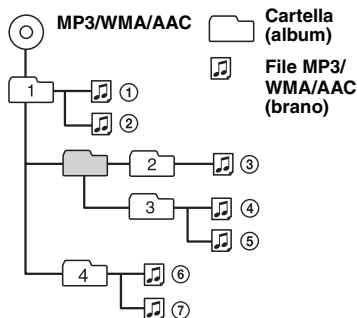 MP3/WMA/AAC
Cartella
(album)
File MP3/
WMA/AAC
(brano)
1
①
②
2
③
3
④
⑤
4
⑥
⑦